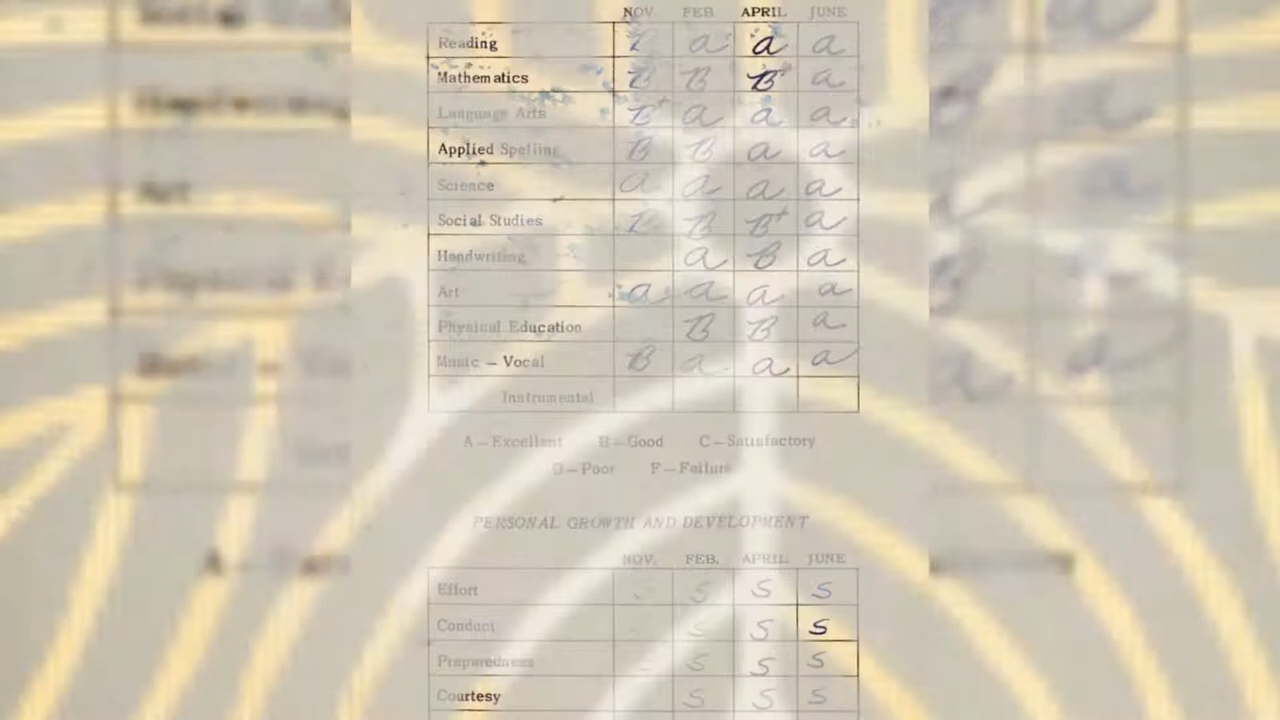 NOV. FEB. APRIL JUNE
Reading B a a a
Mathematics B B B+ a
Language Arts B+ a a a
Applied Spelling B B a a
Science a a a a
Social Studies B B B+ a
Handwriting a B a
Art a a a a
Physical Education B B a
Music – Vocal B a a a
Instrumental
A–Excellent B–Good C–Satisfactory
D–Poor F–Failure
PERSONAL GROWTH AND DEVELOPMENT
NOV. FEB. APRIL JUNE
Effort S S S
Conduct S S S
Preparedness S S S
Courtesy S S S